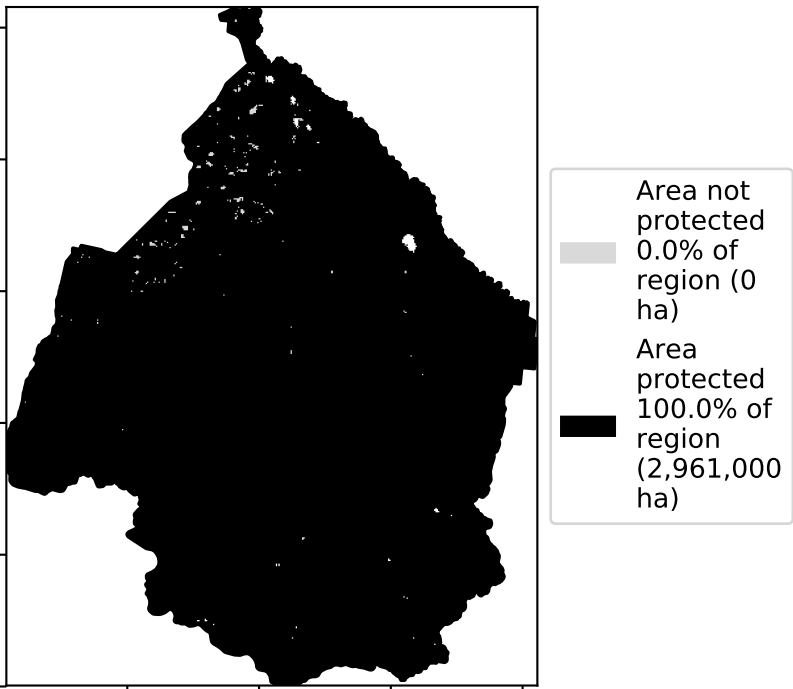 Area not
protected
0.0% of
region (0
ha)
Area
protected
100.0% of
region
(2,961,000
ha)